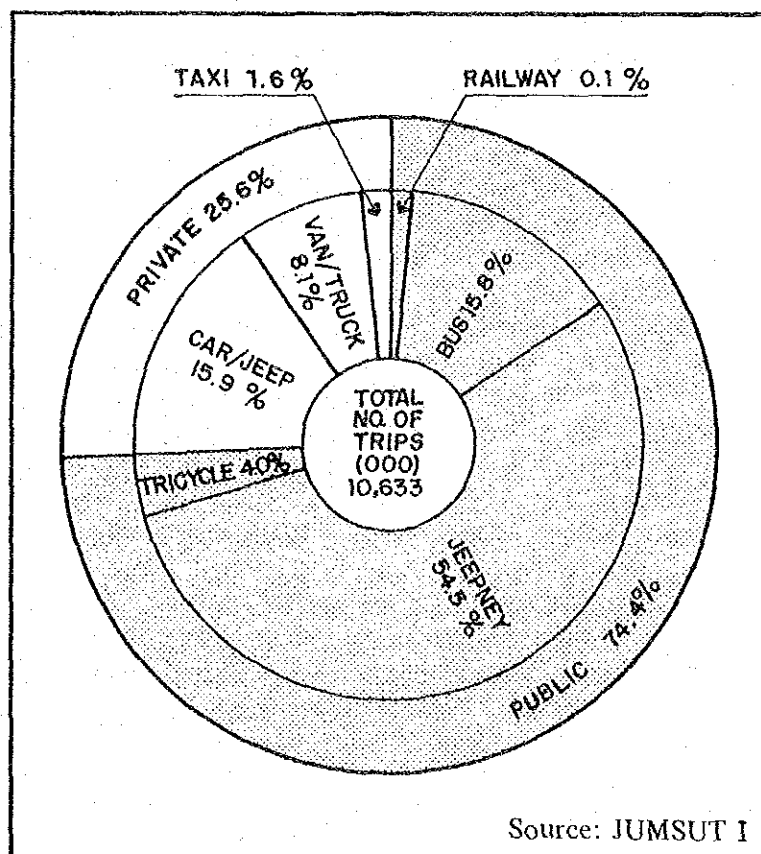 TAXI 1.6%
RAILWAY 0.1%
PRIVATE 25.6%
VAN/TRUCK
8.1%
BUS 15.8%
CAR/JEEP
15.9 %
TOTAL
NO. OF
TRIPS
(000)
10,633
TRICYCLE 4.0%
JEEPNEY
54.5 %
PUBLIC 74.4%
Source: JUMSUT I